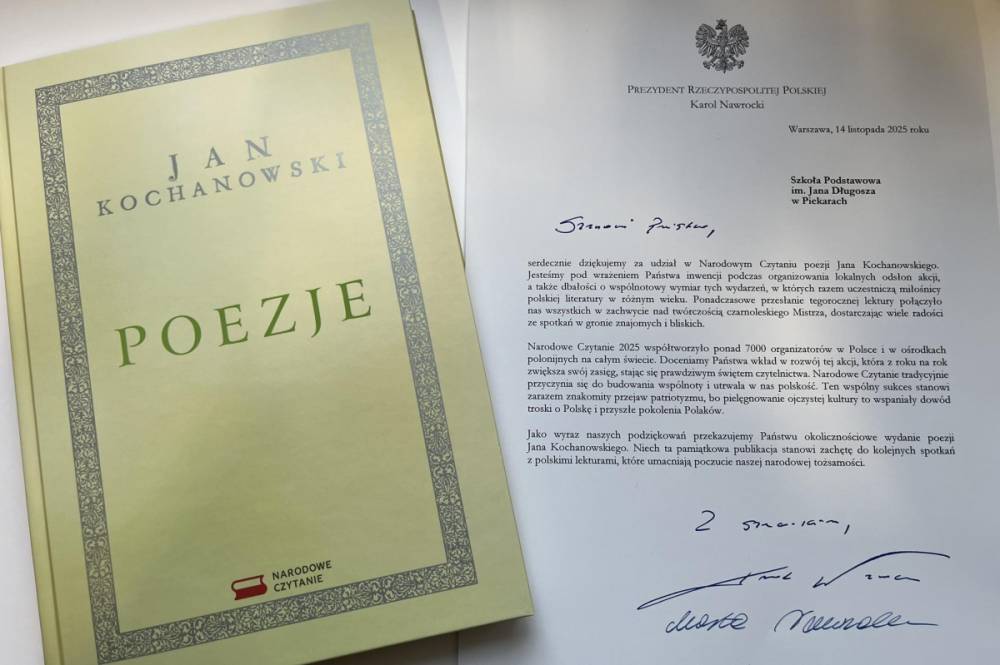 JAN
KOCHANOWSKI
POEZJE
NARODOWE
CZYTANIE
PREZYDENT RZECZYPOSPOLITEJ POLSKIEJ
Karol Nawrocki
Warszawa, 14 listopada 2025 roku
Szkoła Podstawowa
im. Jana Długosza
w Piekarach
Szanowni Państwo,
serdecznie dziękujemy za udział w Narodowym Czytaniu poezji Jana Kochanowskiego.
Jesteśmy pod wrażeniem Państwa inwencji podczas organizowania lokalnych odsłon akcji,
a także dbałości o wspólnotowy wymiar tych wydarzeń, w których razem uczestniczą miłośnicy
polskiej literatury w różnym wieku. Ponadczasowe przesłanie tegorocznej lektury połączyło
nas wszystkich w zachwycie nad twórczością czarnoleskiego Mistrza, dostarczając wiele radości
ze spotkań w gronie znajomych i bliskich.
Narodowe Czytanie 2025 współtworzyło ponad 7000 organizatorów w Polsce i w ośrodkach
polonijnych na całym świecie. Doceniamy Państwa wkład w rozwój tej akcji, która z roku na rok
zwiększa swój zasięg, stając się prawdziwym świętem czytelnictwa. Narodowe Czytanie tradycyjnie
przyczynia się do budowania wspólnoty i utrwala w nas polskość. Ten wspólny sukces stanowi
zarazem znakomity przejaw patriotyzmu, bo pielęgnowanie ojczystej kultury to wspaniały dowód
troski o Polskę i przyszłe pokolenia Polaków.
Jako wyraz naszych podziękowań przekazujemy Państwu okolicznościowe wydanie poezji
Jana Kochanowskiego. Niech ta pamiątkowa publikacja stanowi zachętę do kolejnych spotkań
z polskimi lekturami, które umacniają poczucie naszej narodowej tożsamości.
Z szacunkiem,
Marta Nawrocka